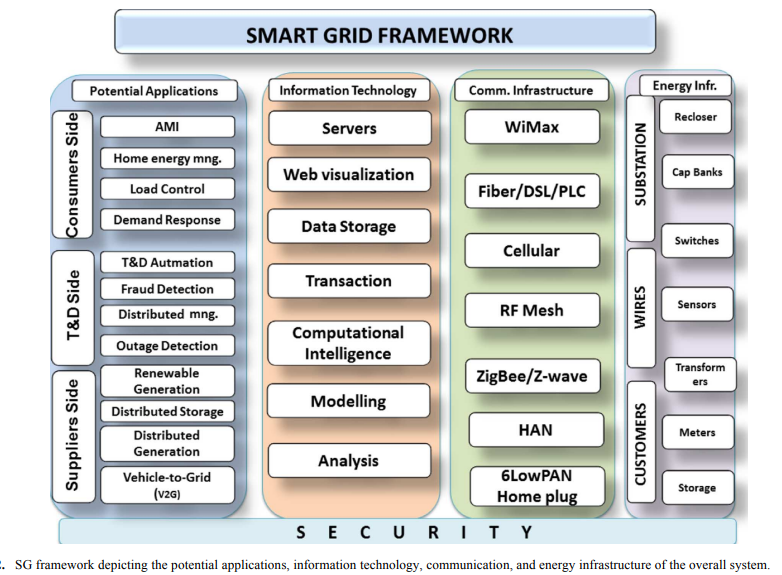 SMART GRID FRAMEWORK
Potential Applications
Consumers Side
AMI
Home energy mng.
Load Control
Demand Response
T&D Side
T&D Autmation
Fraud Detection
Distributed mng.
Outage Detection
Suppliers Side
Renewable
Generation
Distributed Storage
Distributed
Generation
Vehicle-to-Grid
(V2G)
Information Technology
Servers
Web visualization
Data Storage
Transaction
Computational
Intelligence
Modelling
Analysis
Comm. Infrastructure
WiMax
Fiber/DSL/PLC
Cellular
RF Mesh
ZigBee/Z-wave
HAN
6LowPAN
Home plug
Energy Infr.
SUBSTATION
WIRES
CUSTOMERS
Recloser
Cap Banks
Switches
Sensors
Transform
ers
Meters
Storage
S E C U R I T Y
SG framework depicting the potential applications, information technology, communication, and energy infrastructure of the overall system.